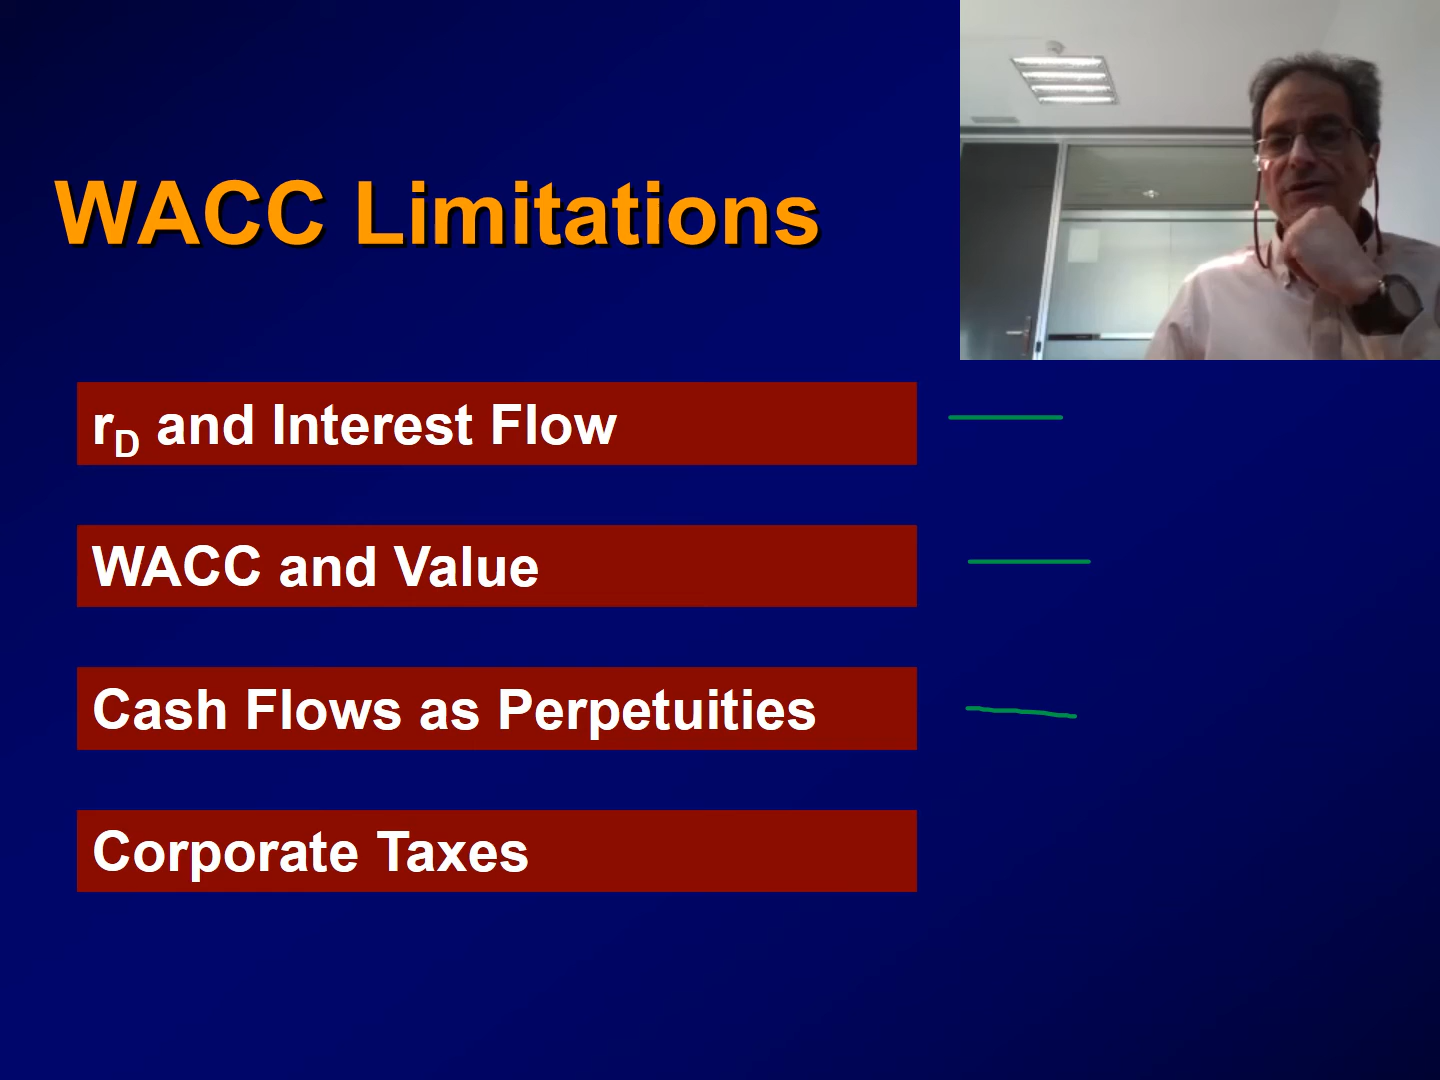 WACC Limitations
rD and Interest Flow
WACC and Value
Cash Flows as Perpetuities
Corporate Taxes